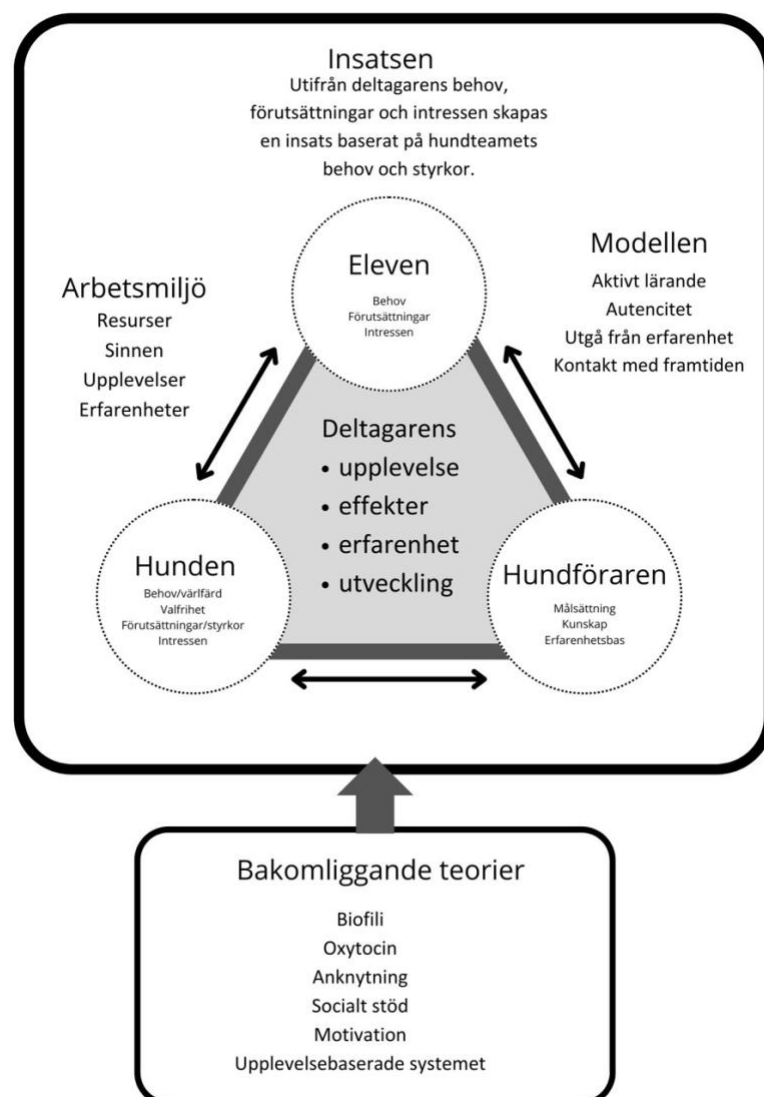 Insatsen
Utifrån deltagarens behov,
förutsättningar och intressen skapas
en insats baserat på hundteamets
behov och styrkor.
Arbetsmiljö
Resurser
Sinnen
Upplevelser
Erfarenheter
Eleven
Behov
Förutsättningar
Intressen
Modellen
Aktivt lärande
Autencitet
Utgå från erfarenhet
Kontakt med framtiden
Deltagarens
• upplevelse
• effekter
• erfarenhet
• utveckling
Hunden
Behov/värlfärd
Valfrihet
Förutsättningar/styrkor
Intressen
Hundföraren
Målsättning
Kunskap
Erfarenhetsbas
Bakomliggande teorier
Biofili
Oxytocin
Anknytning
Socialt stöd
Motivation
Upplevelsebaserade systemet